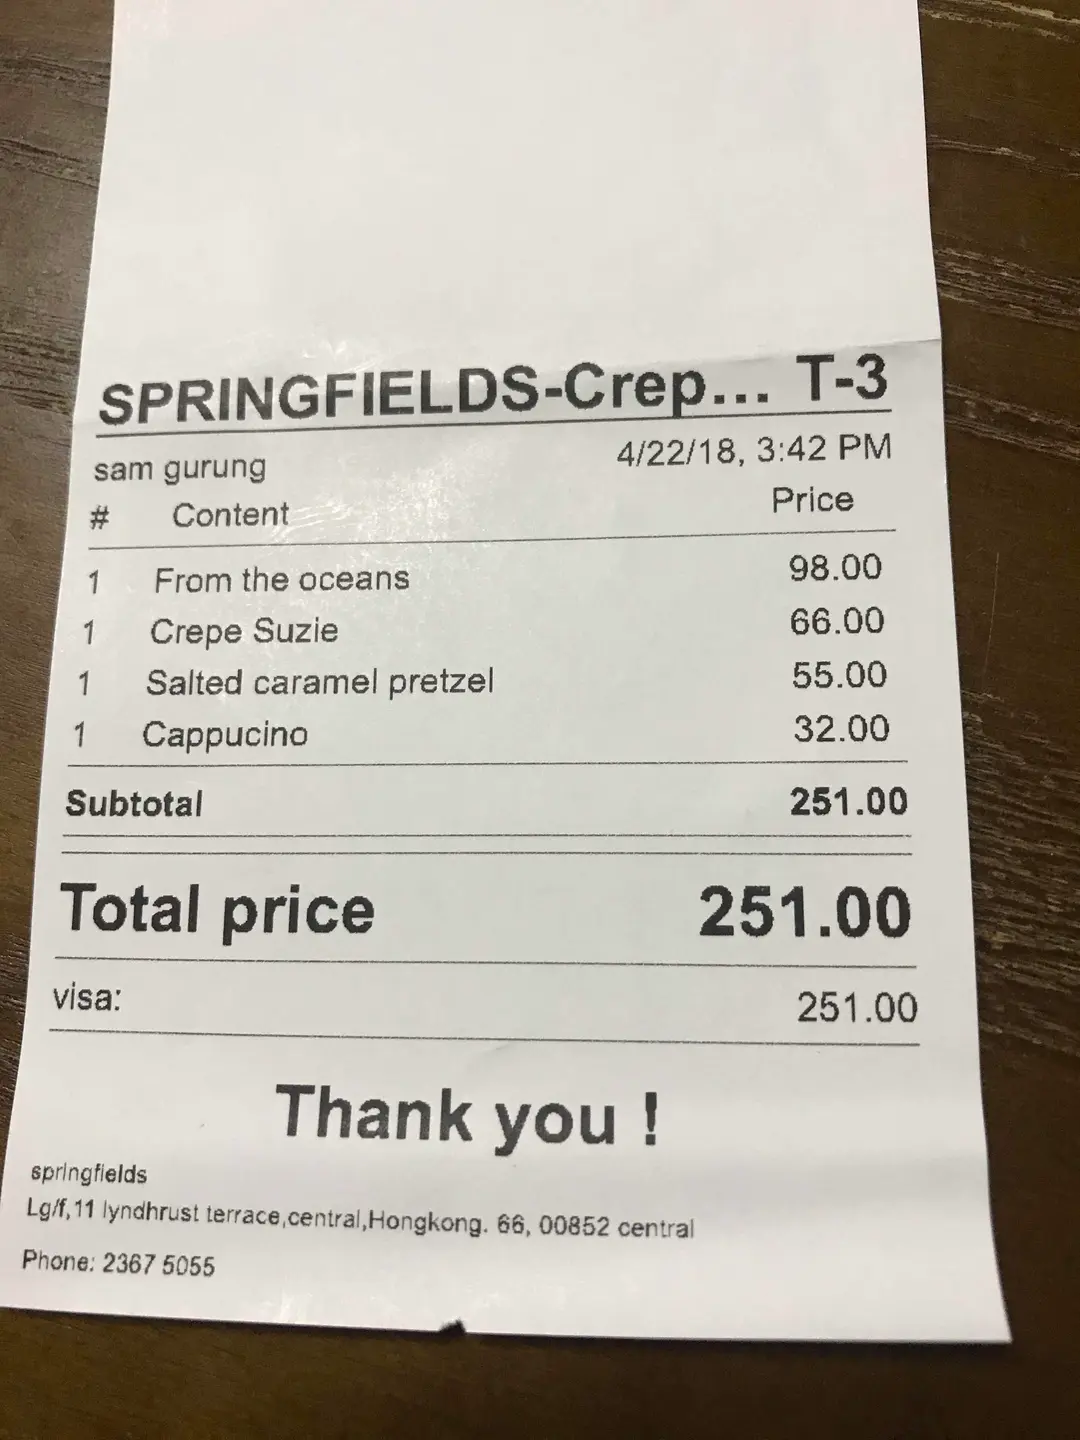 SPRINGFIELDS-Crep... T-3
sam gurung 4/22/18, 3:42 PM
# Content Price
1 From the oceans 98.00
1 Crepe Suzie 66.00
1 Salted caramel pretzel 55.00
1 Cappucino 32.00
Subtotal 251.00
Total price 251.00
visa: 251.00
Thank you !
springfields
Lg/f,11 lyndhrust terrace,central,Hongkong. 66, 00852 central
Phone: 2367 5055